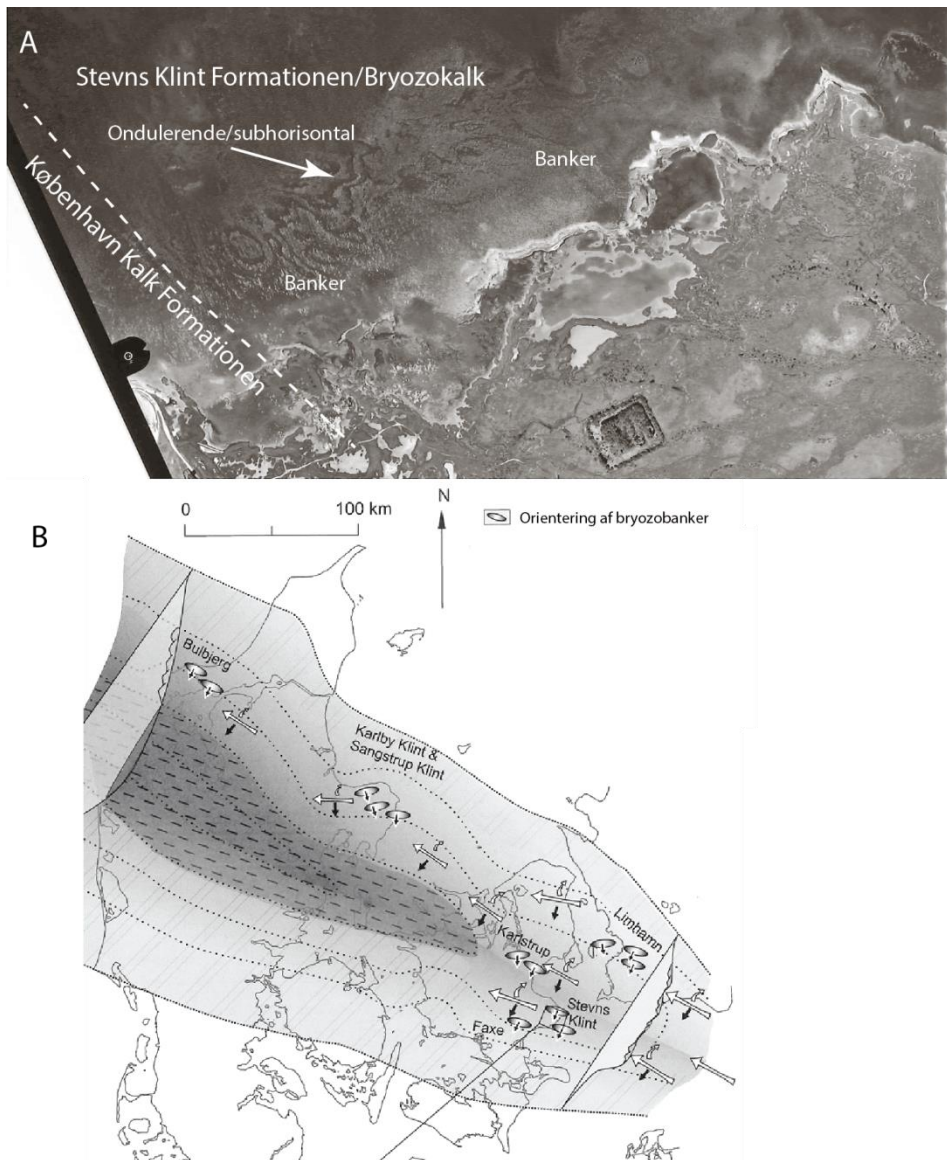 A
Stevns Klint Formationen/Bryozokalk
Ondulerende/subhorisontal
Banker
Banker
København Kalk Formationen
B
0 100 km
N
Orientering af bryozobanker
Bulbjerg
Karlby Klint &
Sangstrup Klint
Limhamn
Karlstrup
Stevns
Klint
Faxe